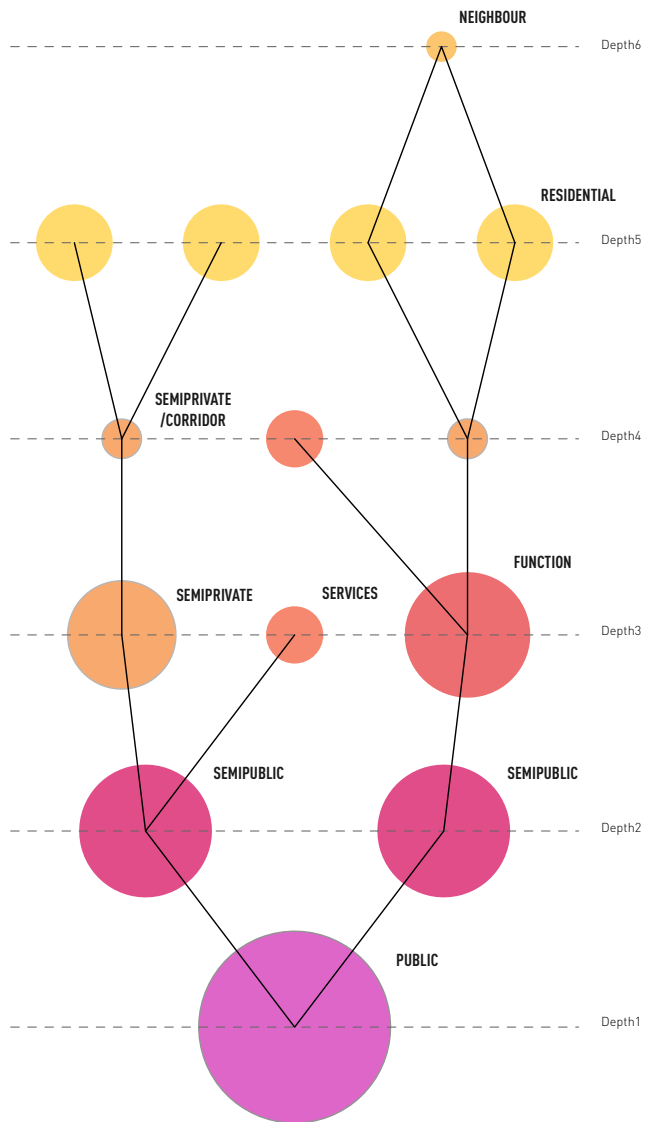 NEIGHBOUR
Depth6
RESIDENTIAL
Depth5
SEMIPRIVATE
/CORRIDOR
Depth4
FUNCTION
SEMIPRIVATE
SERVICES
Depth3
SEMIPUBLIC
SEMIPUBLIC
Depth2
PUBLIC
Depth1